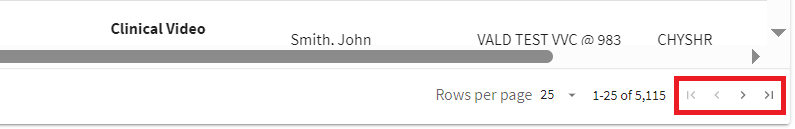 Clinical Video
Smith, John VALD TEST VVC @ 983 CHYSHR
Rows per page 25 1-25 of 5,115